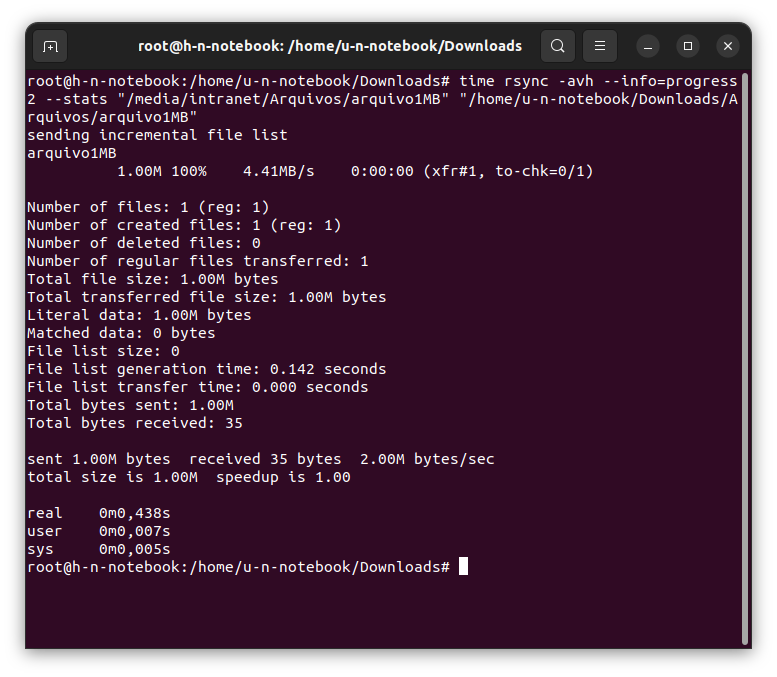 root@h-n-notebook: /home/u-n-notebook/Downloads
root@h-n-notebook:/home/u-n-notebook/Downloads# time rsync -avh --info=progress
2 --stats "/media/intranet/Arquivos/arquivo1MB" "/home/u-n-notebook/Downloads/A
rquivos/arquivo1MB"
sending incremental file list
arquivo1MB
          1.00M 100%    4.41MB/s    0:00:00 (xfr#1, to-chk=0/1)
Number of files: 1 (reg: 1)
Number of created files: 1 (reg: 1)
Number of deleted files: 0
Number of regular files transferred: 1
Total file size: 1.00M bytes
Total transferred file size: 1.00M bytes
Literal data: 1.00M bytes
Matched data: 0 bytes
File list size: 0
File list generation time: 0.142 seconds
File list transfer time: 0.000 seconds
Total bytes sent: 1.00M
Total bytes received: 35
sent 1.00M bytes  received 35 bytes  2.00M bytes/sec
total size is 1.00M  speedup is 1.00
real    0m0,438s
user    0m0,007s
sys     0m0,005s
root@h-n-notebook:/home/u-n-notebook/Downloads#